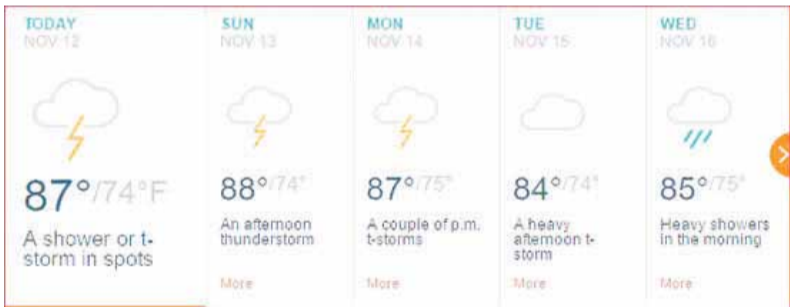 TODAY
NOV 12
87°/74°F
A shower or t-
storm in spots
SUN
NOV 13
88°/74°
An afternoon
thunderstorm
More
MON
NOV 14
87°/75°
A couple of p.m.
t-storms
More
TUE
NOV 15
84°/74°
A heavy
afternoon t-
storm
More
WED
NOV 16
85°/75°
Heavy showers
in the morning
More